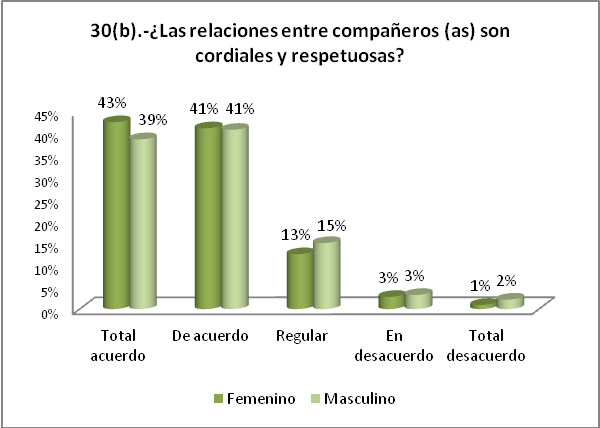 30(b).-¿Las relaciones entre compañeros (as) son
cordiales y respetuosas?
45%
40%
35%
30%
25%
20%
15%
10%
5%
0%
43%
39%
41%
41%
13%
15%
3%
3%
1%
2%
Total
acuerdo
De acuerdo
Regular
En
desacuerdo
Total
desacuerdo
Femenino
Masculino